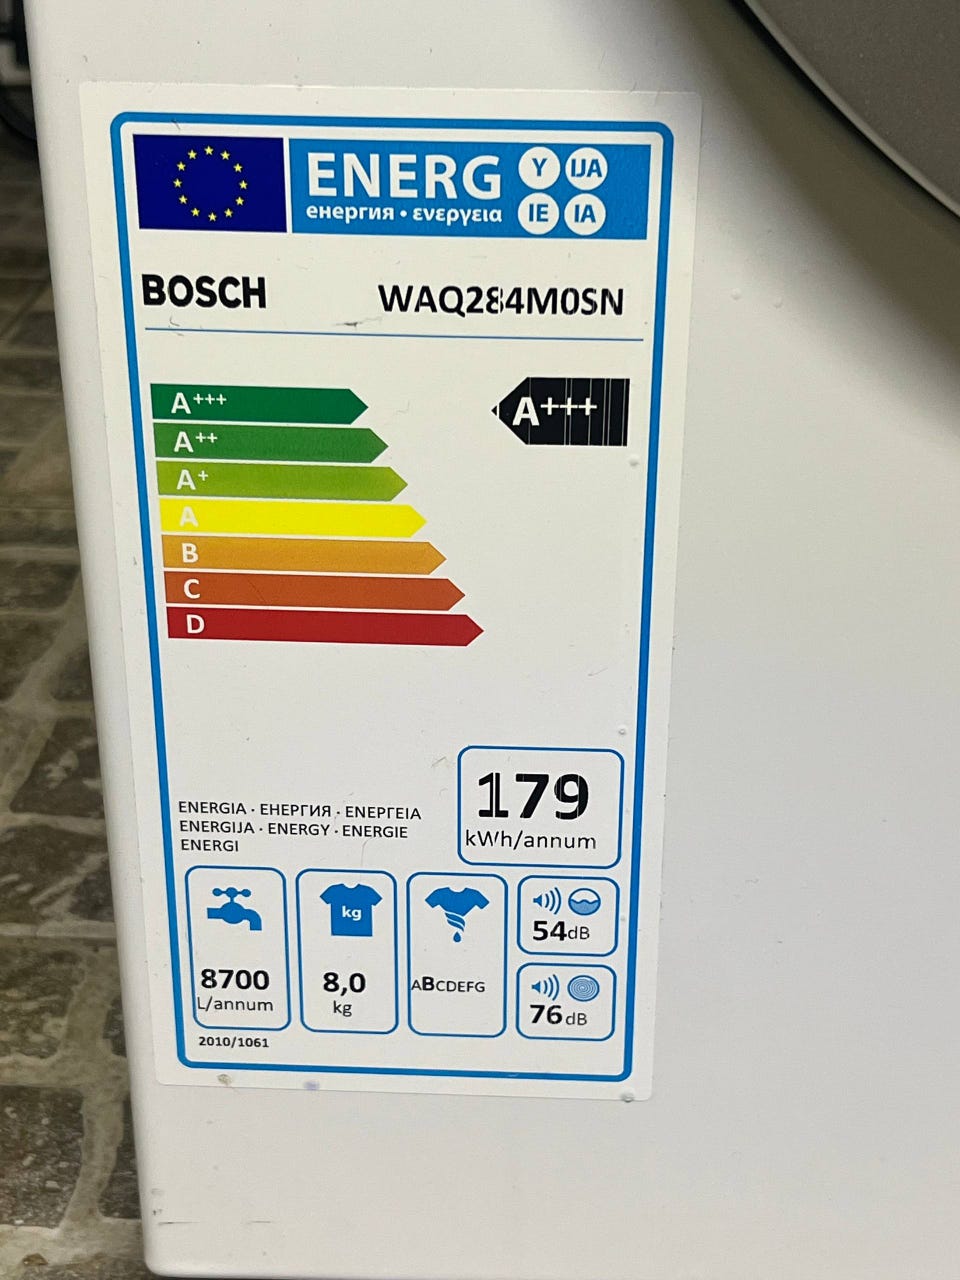 ENERG Y IJA
енергия · ενεργεια IE IA
BOSCH WAQ284M0SN
A+++ A+++
A++
A+
A
B
C
D
179
kWh/annum
ENERGIA · ЕНЕРГИЯ · ΕΝΕΡΓΕΙΑ
ENERGIJA · ENERGY · ENERGIE
ENERGI
kg
8700
L/annum
8,0
kg
ABCDEFG
54dB
76dB
2010/1061